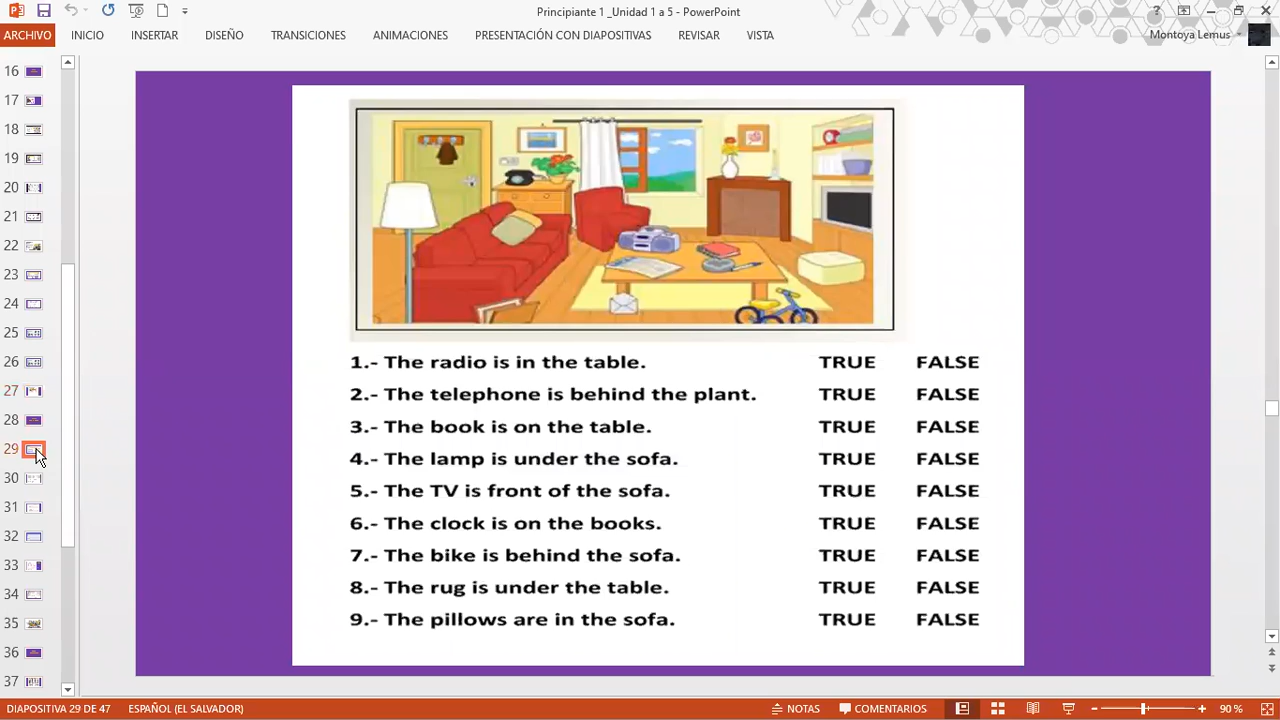 Principiante 1 _Unidad 1 a 5 - PowerPoint
?
ARCHIVO INICIO INSERTAR DISEÑO TRANSICIONES ANIMACIONES PRESENTACIÓN CON DIAPOSITIVAS REVISAR VISTA Montoya Lemus
16
17
18
19
20
21
22
23
24
25
26
27
28
29
30
31
32
33
34
35
36
37
1.- The radio is in the table. TRUE FALSE
2.- The telephone is behind the plant. TRUE FALSE
3.- The book is on the table. TRUE FALSE
4.- The lamp is under the sofa. TRUE FALSE
5.- The TV is front of the sofa. TRUE FALSE
6.- The clock is on the books. TRUE FALSE
7.- The bike is behind the sofa. TRUE FALSE
8.- The rug is under the table. TRUE FALSE
9.- The pillows are in the sofa. TRUE FALSE
DIAPOSITIVA 29 DE 47 ESPAÑOL (EL SALVADOR) NOTAS COMENTARIOS 90 %